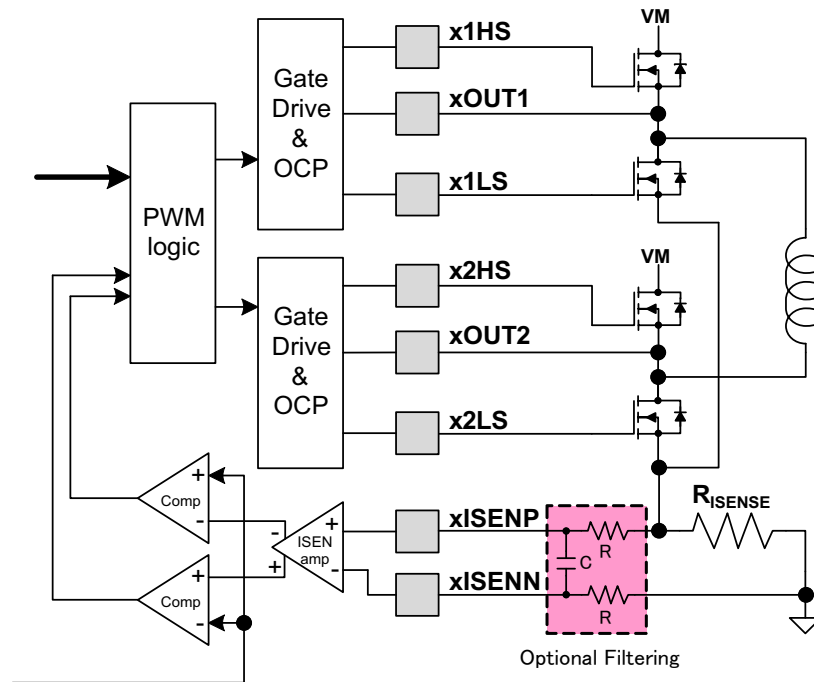 VM
x1HS
Gate
Drive
&
OCP
xOUT1
x1LS
PWM
logic
VM
x2HS
Gate
Drive
&
OCP
xOUT2
x2LS
+
Comp
-
RISENSE
xISENP
+
-
ISEN
amp
+
-
R
C
+
Comp
-
xISENN
R
Optional Filtering